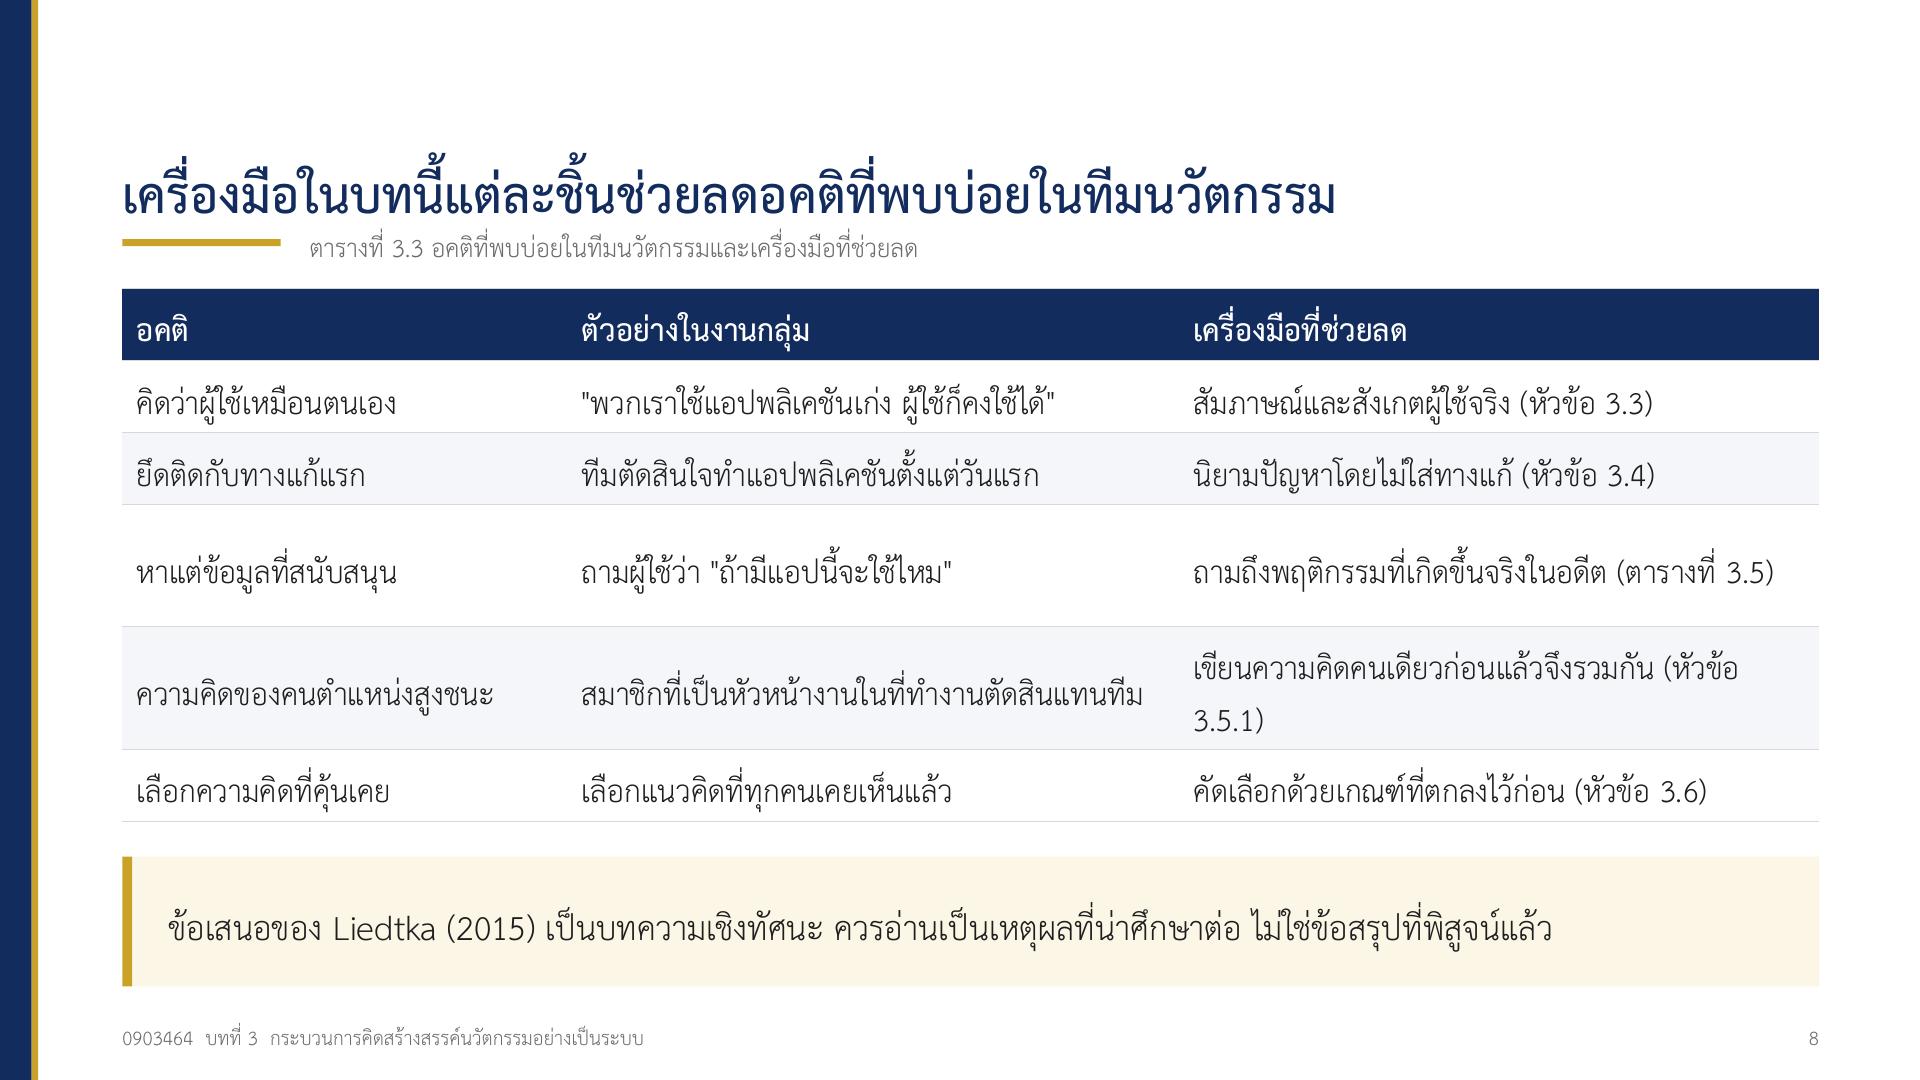 เครื่องมือในบทนี้แต่ละชิ้นช่วยลดอคติที่พบบ่อยในทีมนวัตกรรม
ตารางที่ 3.3 อคติที่พบบ่อยในทีมนวัตกรรมและเครื่องมือที่ช่วยลด
อคติ ตัวอย่างในงานกลุ่ม เครื่องมือที่ช่วยลด
คิดว่าผู้ใช้เหมือนตนเอง "พวกเราใช้แอปพลิเคชันเก่ง ผู้ใช้ก็คงใช้ได้" สัมภาษณ์และสังเกตผู้ใช้จริง (หัวข้อ 3.3)
ยึดติดกับทางแก้แรก ทีมตัดสินใจทำแอปพลิเคชันตั้งแต่วันแรก นิยามปัญหาโดยไม่ใส่ทางแก้ (หัวข้อ 3.4)
หาแต่ข้อมูลที่สนับสนุน ถามผู้ใช้ว่า "ถ้ามีแอปนี้จะใช้ไหม" ถามถึงพฤติกรรมที่เกิดขึ้นจริงในอดีต (ตารางที่ 3.5)
ความคิดของคนตำแหน่งสูงชนะ สมาชิกที่เป็นหัวหน้างานในที่ทำงานตัดสินแทนทีม เขียนความคิดคนเดียวก่อนแล้วจึงรวมกัน (หัวข้อ
3.5.1)
เลือกความคิดที่คุ้นเคย เลือกแนวคิดที่ทุกคนเคยเห็นแล้ว คัดเลือกด้วยเกณฑ์ที่ตกลงไว้ก่อน (หัวข้อ 3.6)
ข้อเสนอของ Liedtka (2015) เป็นบทความเชิงทัศนะ ควรอ่านเป็นเหตุผลที่น่าศึกษาต่อ ไม่ใช่ข้อสรุปที่พิสูจน์แล้ว
0903464 บทที่ 3 กระบวนการคิดสร้างสรรค์นวัตกรรมอย่างเป็นระบบ
8